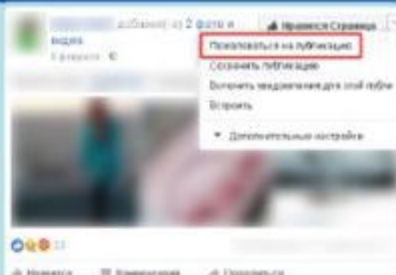 добавил(-а) 2 фото и
видео.
Нравится Страница
Пожаловаться на публикацию
Сохранить публикацию
Включить уведомления для этой публи
Встроить
Дополнительные настройки
Нравится Комментарий Поделиться